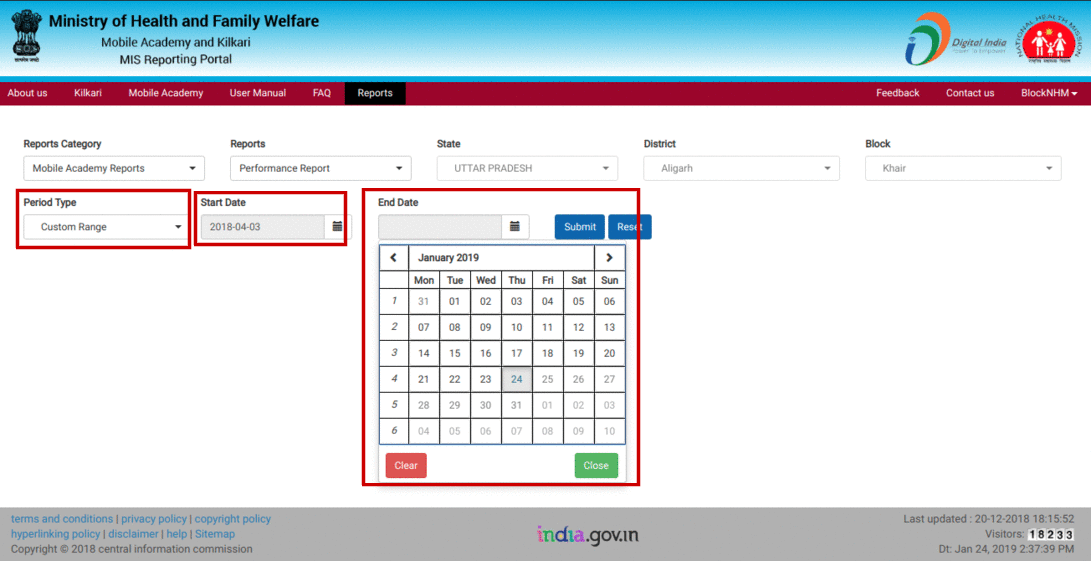 Ministry of Health and Family Welfare
Mobile Academy and Kilkari
MIS Reporting Portal
सत्यमेव जयते
Digital India
Power To Empower
NATIONAL HEALTH MISSION
About us Kilkari Mobile Academy User Manual FAQ Reports Feedback Contact us BlockNHM
Reports Category Reports State District Block
Mobile Academy Reports Performance Report UTTAR PRADESH Aligarh Khair
Period Type Start Date End Date
Custom Range 2018-04-03 Submit Reset
January 2019
Mon Tue Wed Thu Fri Sat Sun
1 31 01 02 03 04 05 06
2 07 08 09 10 11 12 13
3 14 15 16 17 18 19 20
4 21 22 23 24 25 26 27
5 28 29 30 31 01 02 03
6 04 05 06 07 08 09 10
Clear Close
terms and conditions | privacy policy | copyright policy
hyperlinking policy | disclaimer | help | Sitemap
Copyright © 2018 central information commission
india.gov.in
Last updated : 20-12-2018 18:15:52
Visitors: 18233
Dt: Jan 24, 2019 2:37:39 PM